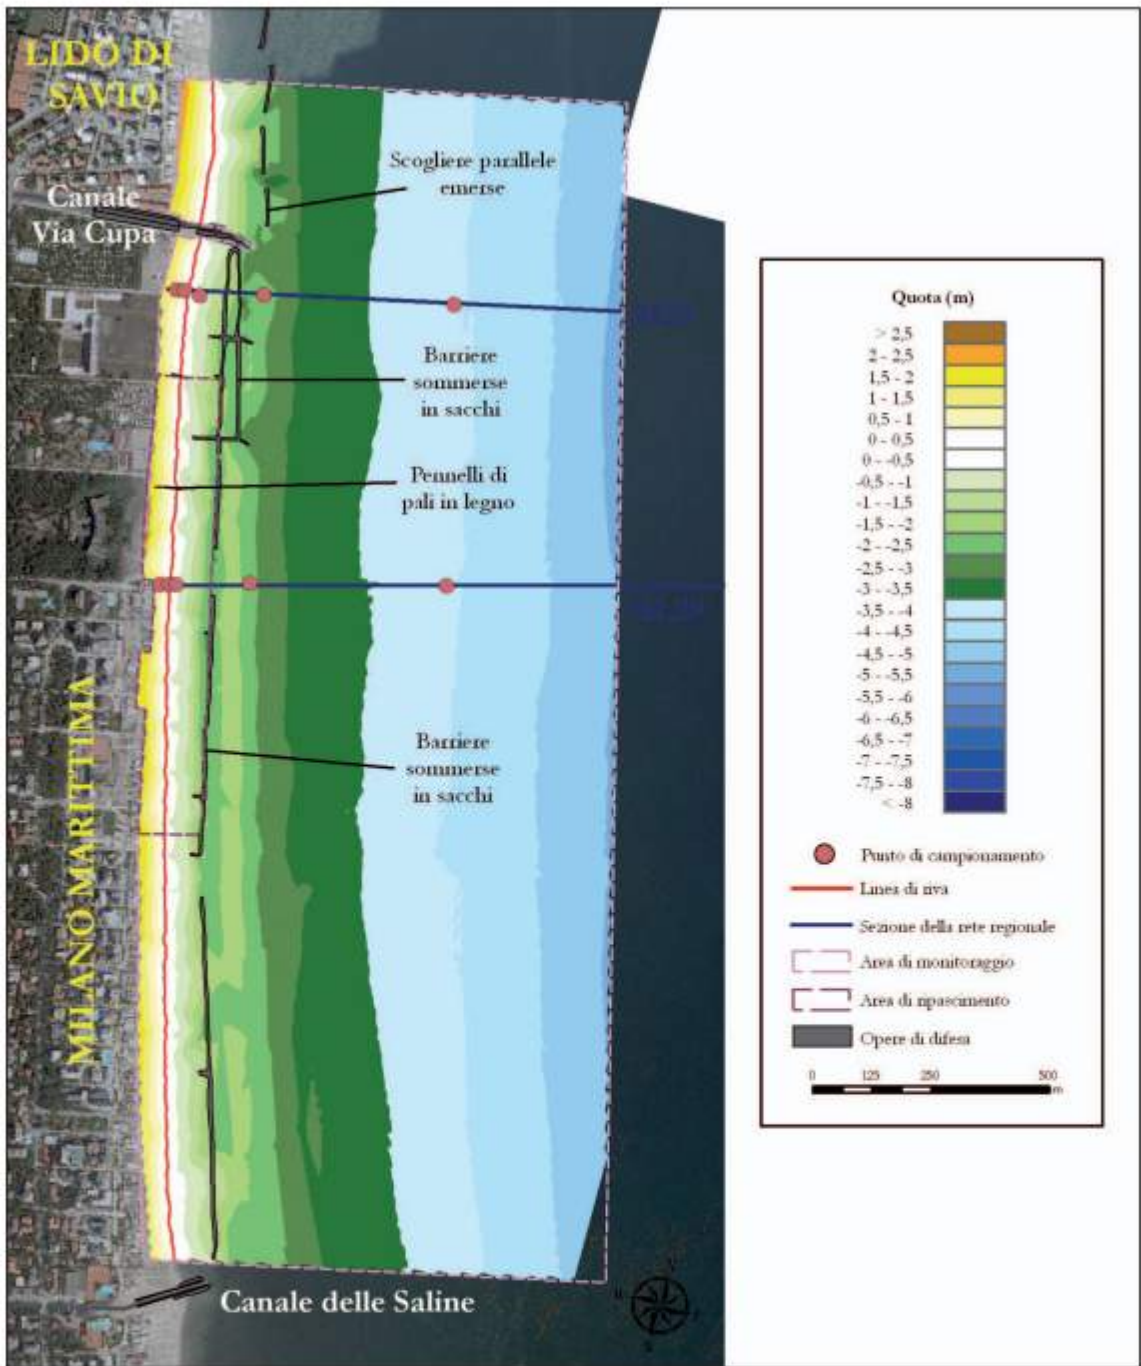 LIDO DI
SAVIO
Canale
Via Cupa
Scogliere parallele
emerse
Barriere
sommerse
in sacchi
Pennelli di
pali in legno
MILANO MARITTIMA
Barriere
sommerse
in sacchi
Canale delle Saline
Quota (m)
> 2,5
2 - 2,5
1,5 - 2
1 - 1,5
0,5 - 1
0 - 0,5
0 - -0,5
-0,5 - -1
-1 - -1,5
-1,5 - -2
-2 - -2,5
-2,5 - -3
-3 - -3,5
-3,5 - -4
-4 - -4,5
-4,5 - -5
-5 - -5,5
-5,5 - -6
-6 - -6,5
-6,5 - -7
-7 - -7,5
-7,5 - -8
< -8
Punto di campionamento
Linea di riva
Sezione della rete regionale
Area di monitoraggio
Area di ripascimento
Opere di difesa
0 125 250 500
m